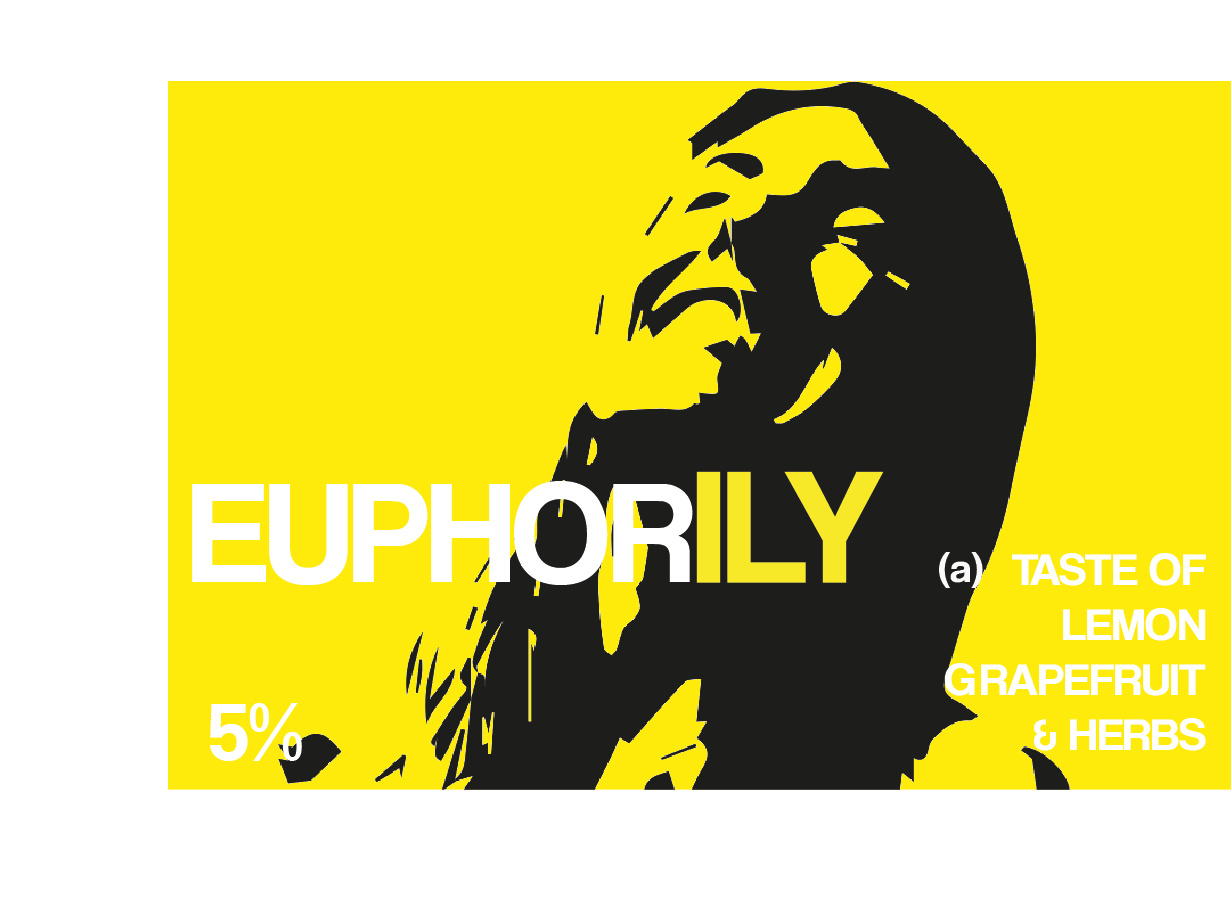 EUPHORILY
(a) TASTE OF
LEMON
GRAPEFRUIT
& HERBS
5%